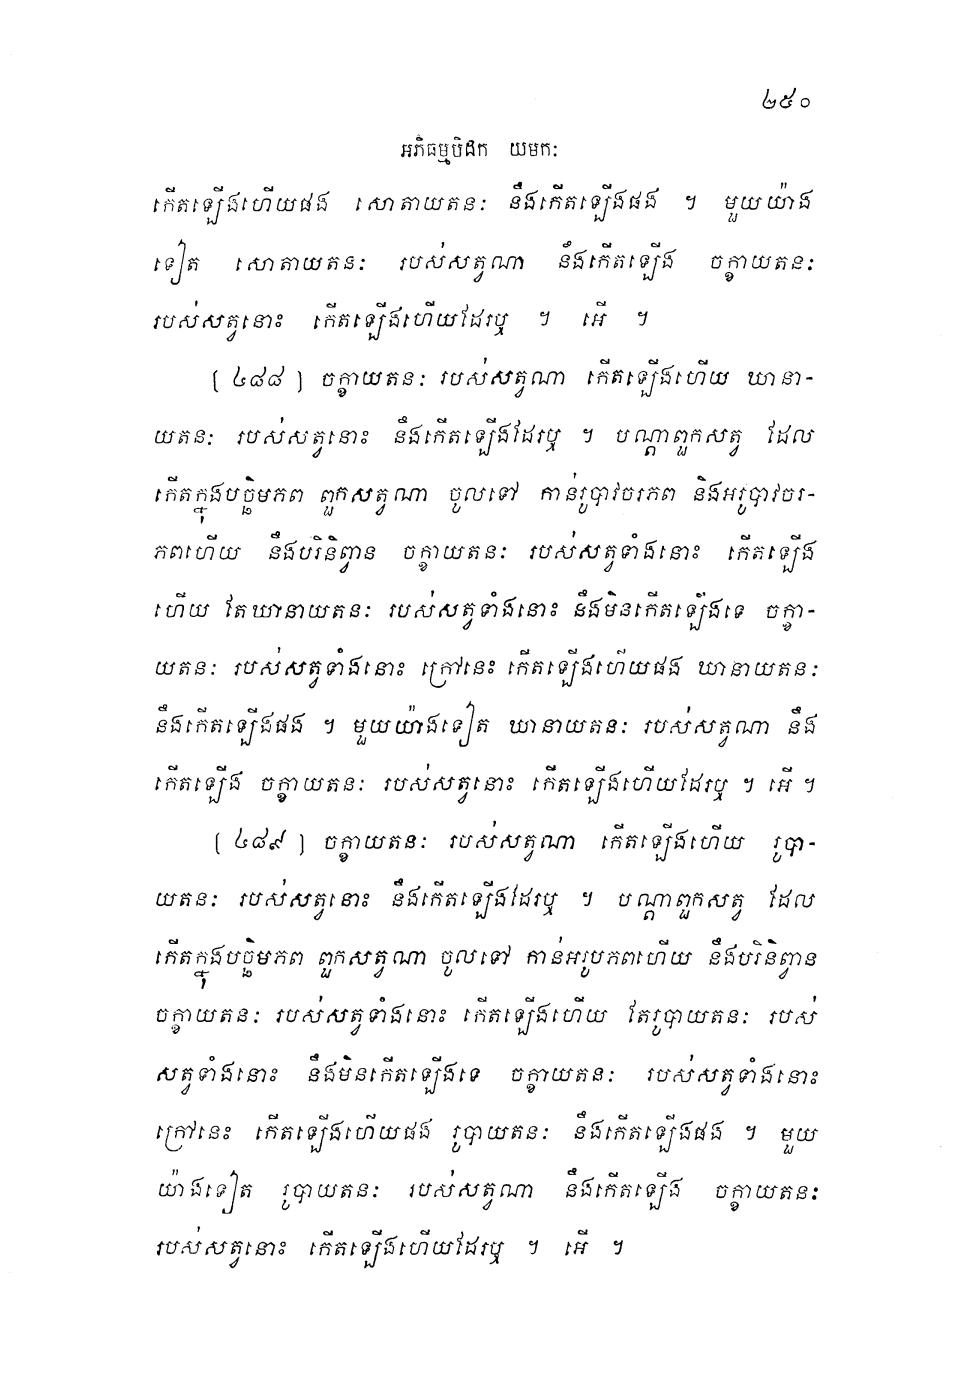 ២៥០
អភិធម្មបិដក យមកៈ
កើតឡើងហើយផង សោតាយតនៈ នឹងកើតឡើងផង ។ មួយយ៉ាង
ទៀត សោតាយតនៈ របស់សត្វណា នឹងកើតឡើង ចក្ខាយតនៈ
របស់សត្វនោះ កើតឡើងហើយដែរឬ ។ អើ ។
[ ៤៨៨ ] ចក្ខាយតនៈ របស់សត្វណា កើតឡើងហើយ ឃានា-
យតនៈ របស់សត្វនោះ នឹងកើតឡើងដែរឬ ។ បណ្តាពួកសត្វ ដែល
កើតក្នុងបច្ឆិមភព ពួកសត្វណា ចូលទៅ កាន់រូបាវចរភព និងអរូបាវចរ-
ភពហើយ នឹងបរិនិព្វាន ចក្ខាយតនៈ របស់សត្វទាំងនោះ កើតឡើង
ហើយ តែឃានាយតនៈ របស់សត្វទាំងនោះ នឹងមិនកើតឡើងទេ ចក្ខា-
យតនៈ របស់សត្វទាំងនោះ ក្រៅនេះ កើតឡើងហើយផង ឃានាយតនៈ
នឹងកើតឡើងផង ។ មួយយ៉ាងទៀត ឃានាយតនៈ របស់សត្វណា នឹង
កើតឡើង ចក្ខាយតនៈ របស់សត្វនោះ កើតឡើងហើយដែរឬ ។ អើ ។
[ ៤៨៩ ] ចក្ខាយតនៈ របស់សត្វណា កើតឡើងហើយ រូបា-
យតនៈ របស់សត្វនោះ នឹងកើតឡើងដែរឬ ។ បណ្តាពួកសត្វ ដែល
កើតក្នុងបច្ឆិមភព ពួកសត្វណា ចូលទៅ កាន់អរូបភពហើយ នឹងបរិនិព្វាន
ចក្ខាយតនៈ របស់សត្វទាំងនោះ កើតឡើងហើយ តែរូបាយតនៈ របស់
សត្វទាំងនោះ នឹងមិនកើតឡើងទេ ចក្ខាយតនៈ របស់សត្វទាំងនោះ
ក្រៅនេះ កើតឡើងហើយផង រូបាយតនៈ នឹងកើតឡើងផង ។ មួយ
យ៉ាងទៀត រូបាយតនៈ របស់សត្វណា នឹងកើតឡើង ចក្ខាយតនៈ
របស់សត្វនោះ កើតឡើងហើយដែរឬ ។ អើ ។